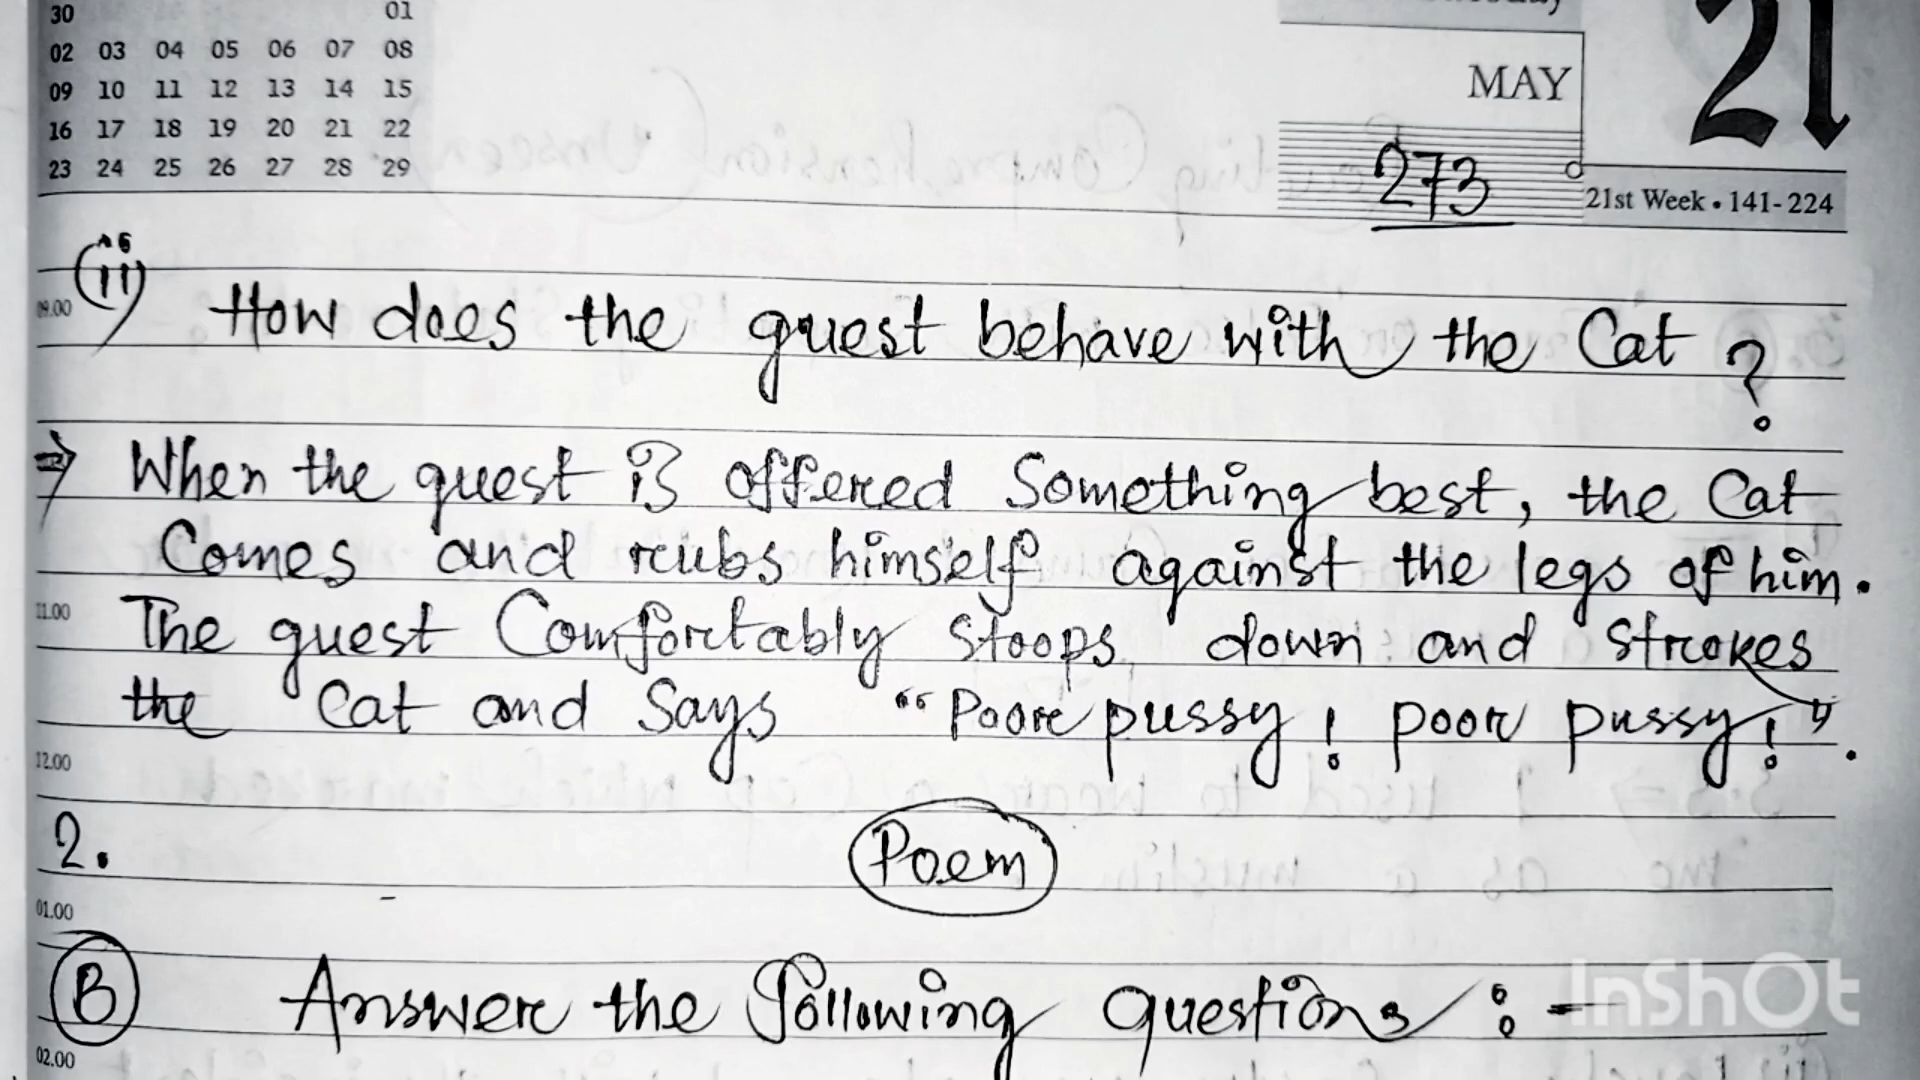 30 01
02 03 04 05 06 07 08
09 10 11 12 13 14 15
16 17 18 19 20 21 22
23 24 25 26 27 28 29
MAY
21
273
21st Week • 141-224
(ii) How does the guest behave with the Cat ?
09.00
⇒ When the guest is offered Something best, the Cat
Comes and rubs himself against the legs of him.
11.00
The guest Comfortably stoops down and strokes
the Cat and Says "Poor pussy! poor pussy!".
12.00
2. Poem
01.00
B Answer the following questions :-
02.00
InShOt